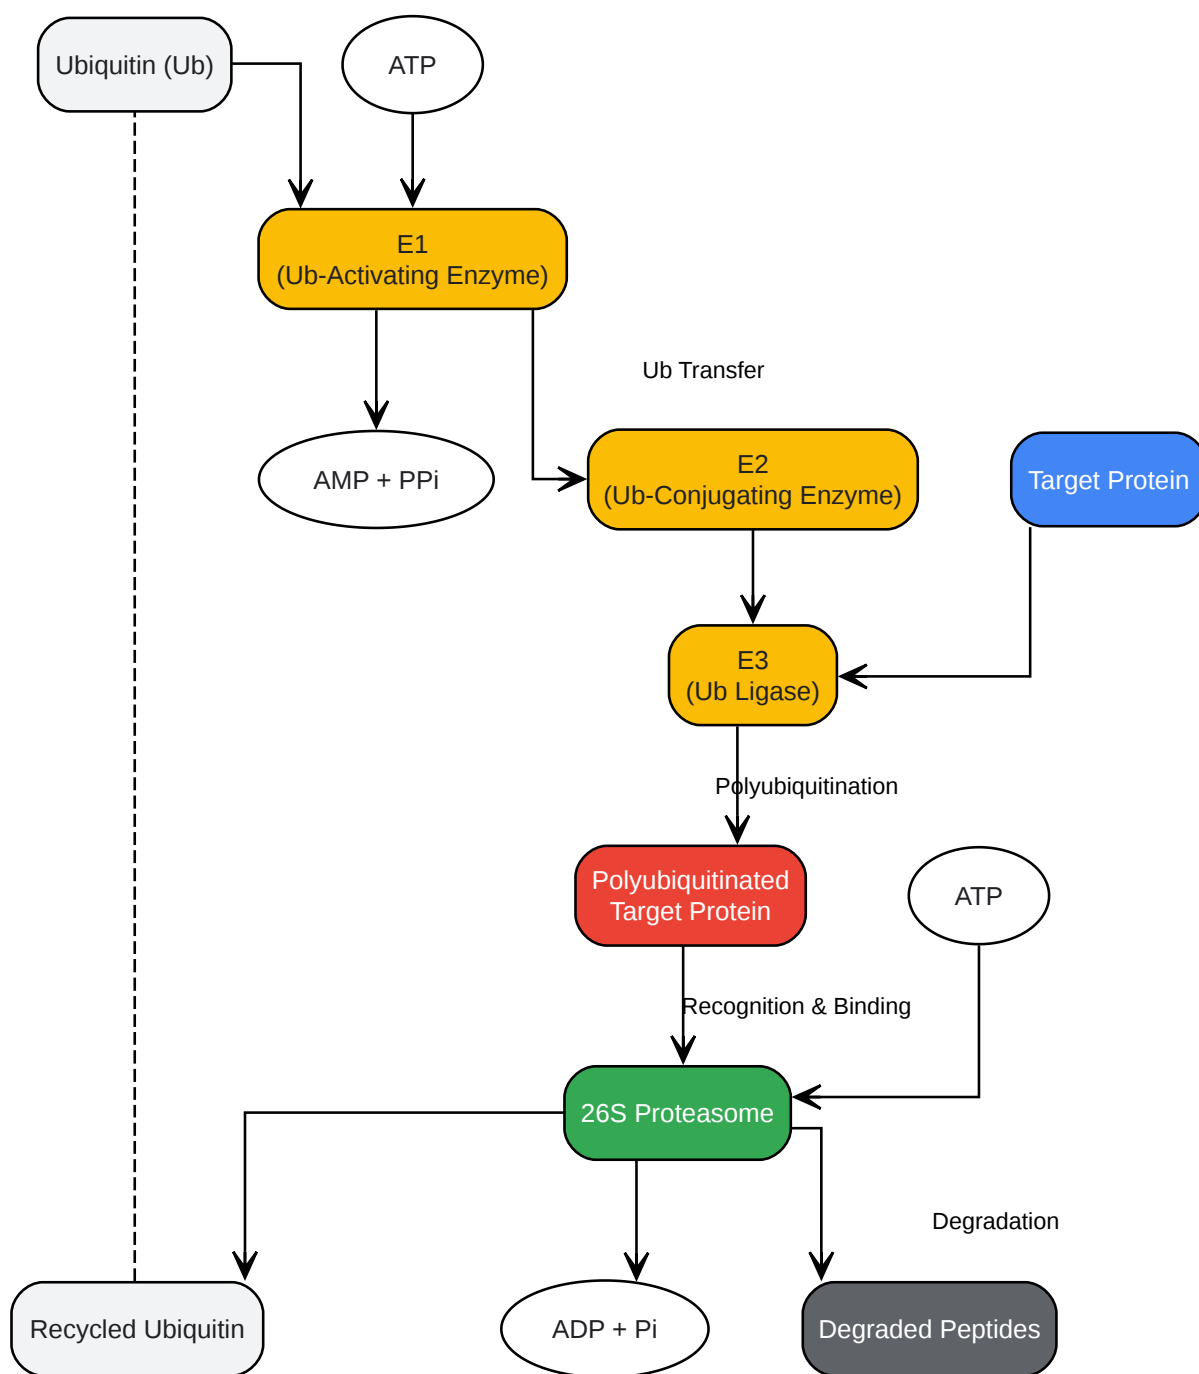 Ubiquitin (Ub)
ATP
E1
(Ub-Activating Enzyme)
Ub Transfer
AMP + PPi
E2
(Ub-Conjugating Enzyme)
Target Protein
E3
(Ub Ligase)
Polyubiquitination
Polyubiquitinated
Target Protein
ATP
Recognition & Binding
26S Proteasome
Degradation
Recycled Ubiquitin
ADP + Pi
Degraded Peptides